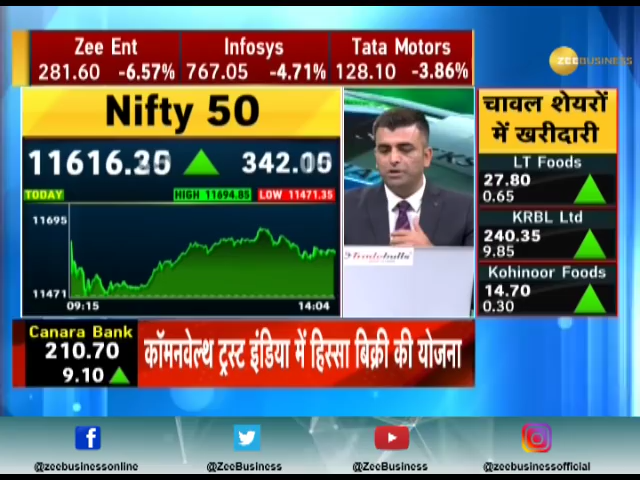 Zee Ent
281.60 -6.57%
Infosys
767.05 -4.71%
Tata Motors
128.10 -3.86%
ZEEBUSINESS
Nifty 50
342.05
TODAY
HIGH 11694.85
LOW 11471.35
11695
11471
09:15
14:04
Tradebulls
चावल शेयरों
में खरीदारी
LT Foods
27.80
0.65
KRBL Ltd
240.35
9.85
Kohinoor Foods
14.70
0.30
Canara Bank
210.70
9.10
कॉमनवेल्थ ट्रस्ट इंडिया में हिस्सा बिक्री की योजना
@zeebusinessonline
@ZeeBusiness
@ZeeBusiness
@zeebusinessofficial